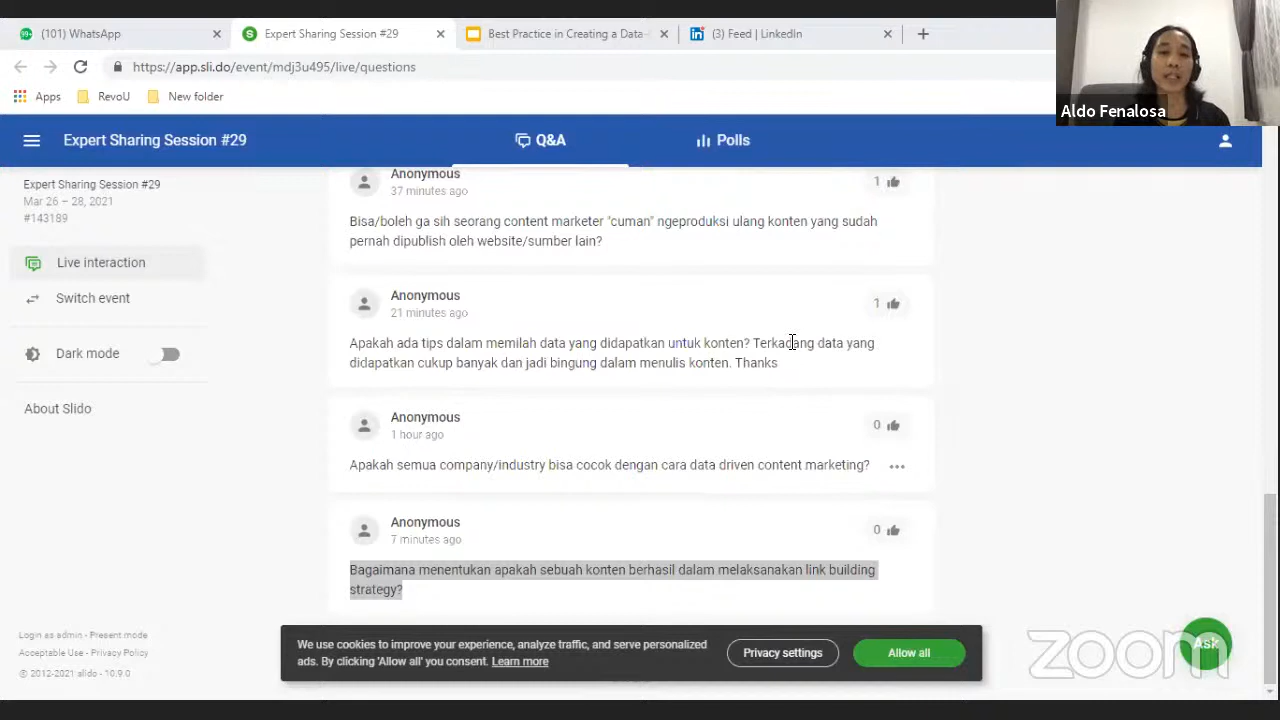 (101) WhatsApp
Expert Sharing Session #29
Best Practice in Creating a Data-
(3) Feed | LinkedIn
https://app.sli.do/event/mdj3u495/live/questions
Apps
RevoU
New folder
Aldo Fenalosa
Expert Sharing Session #29
Q&A
Polls
Expert Sharing Session #29
Mar 26 – 28, 2021
#143189
Live interaction
Switch event
Dark mode
About Slido
Anonymous
37 minutes ago
1
Bisa/boleh ga sih seorang content marketer "cuman" ngeproduksi ulang konten yang sudah
pernah dipublish oleh website/sumber lain?
Anonymous
21 minutes ago
1
Apakah ada tips dalam memilah data yang didapatkan untuk konten? Terkadang data yang
didapatkan cukup banyak dan jadi bingung dalam menulis konten. Thanks
Anonymous
1 hour ago
0
Apakah semua company/industry bisa cocok dengan cara data driven content marketing?
Anonymous
7 minutes ago
0
Bagaimana menentukan apakah sebuah konten berhasil dalam melaksanakan link building
strategy?
Login as admin - Present mode
Acceptable Use - Privacy Policy
© 2012-2021 slido - 10.9.0
We use cookies to improve your experience, analyze traffic, and serve personalized
ads. By clicking 'Allow all' you consent. Learn more
Privacy settings
Allow all
Ask
zoom